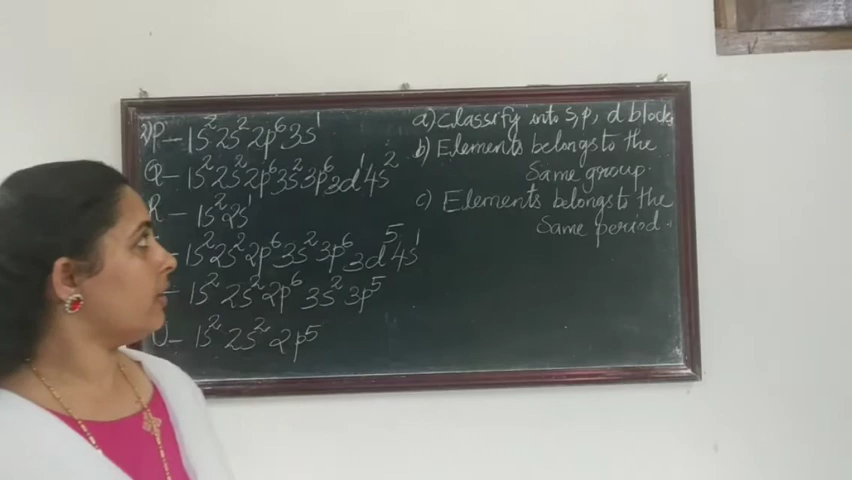 2) P - 1s² 2s² 2p⁶ 3s¹
Q - 1s² 2s² 2p⁶ 3s² 3p⁶ 3d¹ 4s²
R - 1s² 2s¹
1s² 2s² 2p⁶ 3s² 3p⁶ 3d⁵ 4s¹
- 1s² 2s² 2p⁶ 3s² 3p⁵
U - 1s² 2s² 2p⁵
a) Classify into s, p, d blocks
b) Elements belongs to the
Same group.
c) Elements belongs to the
Same period.